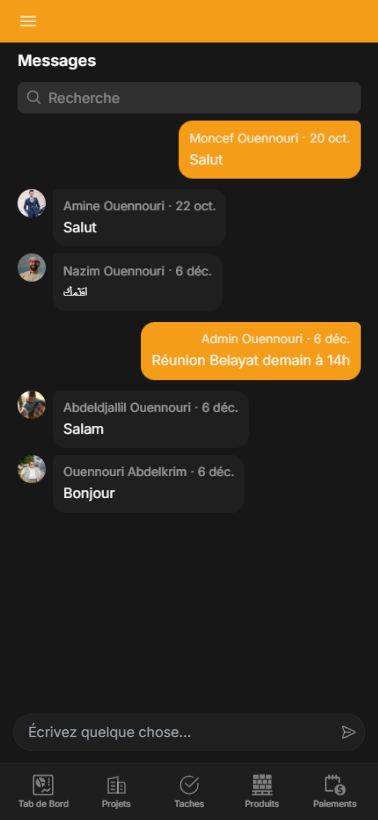 Messages
Recherche
Moncef Ouennouri · 20 oct.
Salut
Amine Ouennouri · 22 oct.
Salut
Nazim Ouennouri · 6 déc.
Admin Ouennouri · 6 déc.
Réunion Belayat demain à 14h
Abdeldjallil Ouennouri · 6 déc.
Salam
Ouennouri Abdelkrim · 6 déc.
Bonjour
Écrivez quelque chose...
Tab de Bord
Projets
Taches
Produits
Paiements